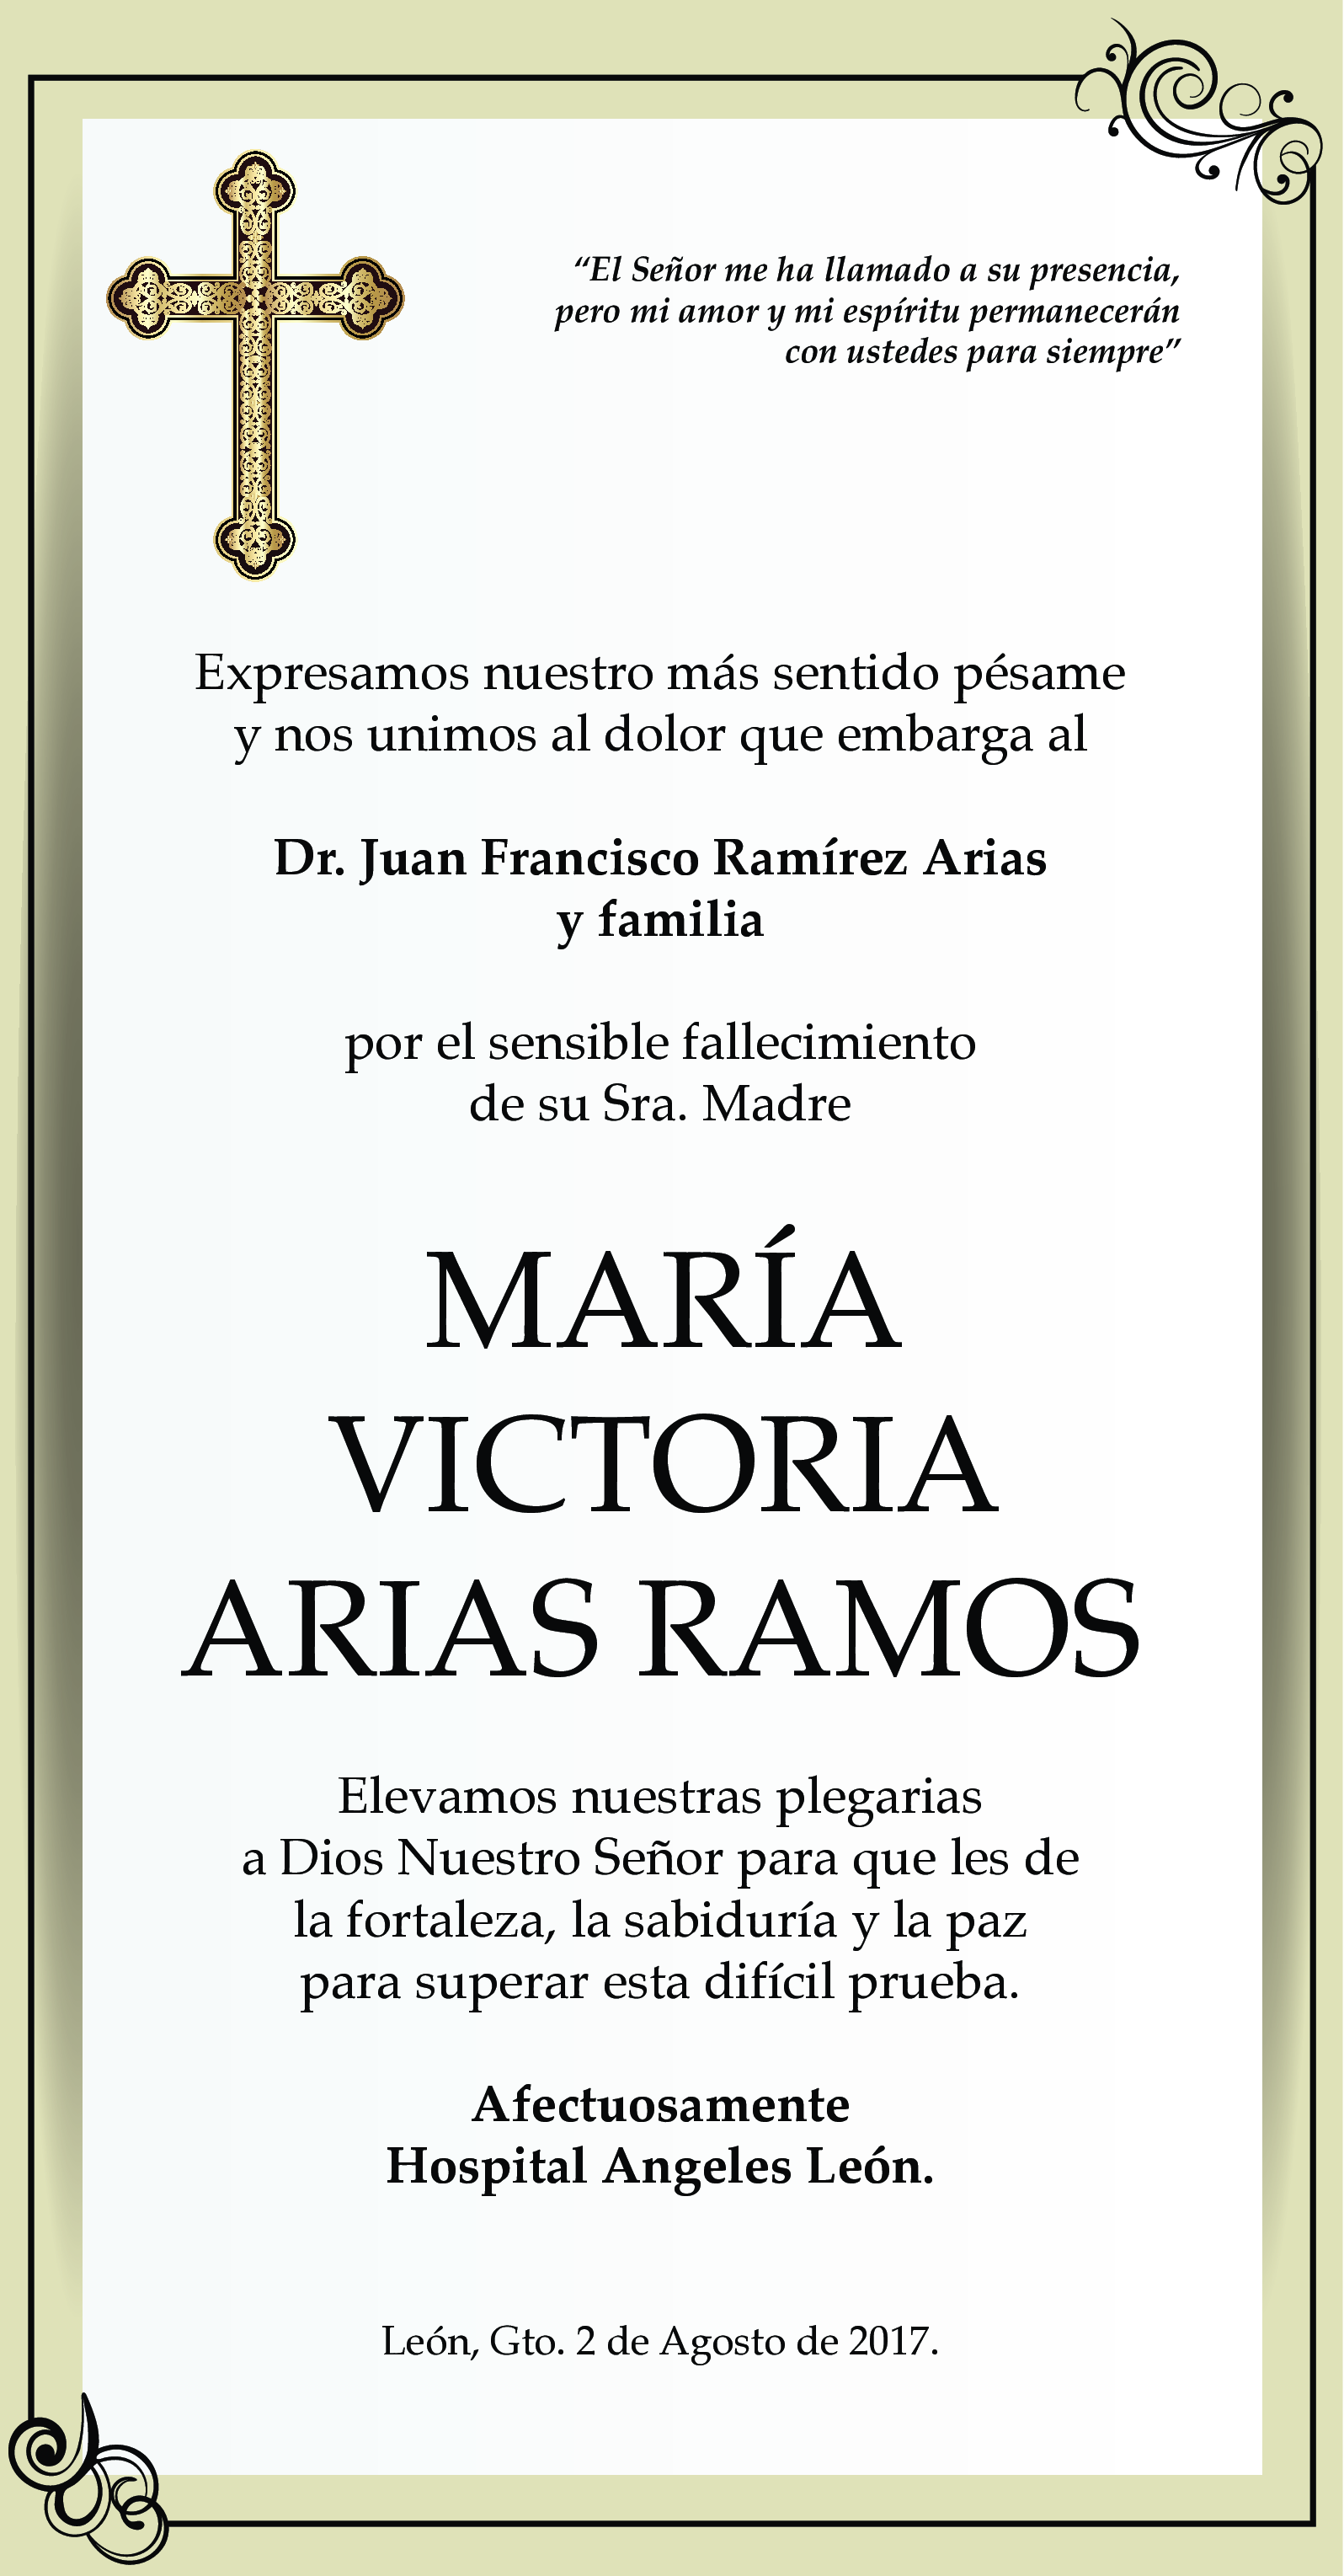 “El Señor me ha llamado a su presencia,
pero mi amor y mi espíritu permanecerán
con ustedes para siempre”
Expresamos nuestro más sentido pésame
y nos unimos al dolor que embarga al
Dr. Juan Francisco Ramírez Arias
y familia
por el sensible fallecimiento
de su Sra. Madre
MARÍA
VICTORIA
ARIAS RAMOS
Elevamos nuestras plegarias
a Dios Nuestro Señor para que les de
la fortaleza, la sabiduría y la paz
para superar esta difícil prueba.
Afectuosamente
Hospital Angeles León.
León, Gto. 2 de Agosto de 2017.